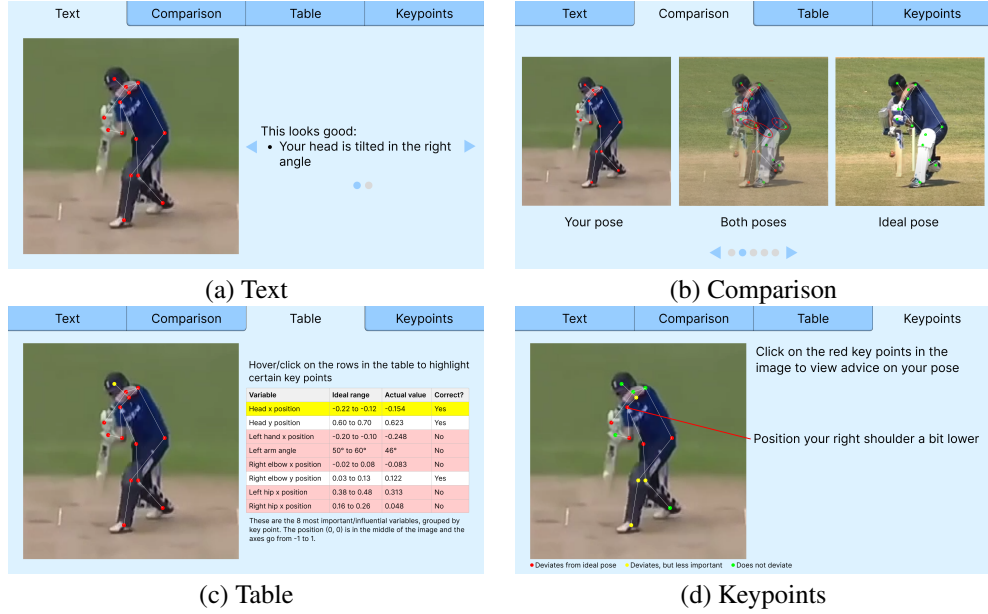 Text Comparison Table Keypoints
This looks good:
• Your head is tilted in the right
angle
(a) Text
Text Comparison Table Keypoints
Your pose Both poses Ideal pose
(b) Comparison
Text Comparison Table Keypoints
Hover/click on the rows in the table to highlight
certain key points
Variable Ideal range Actual value Correct?
Head x position -0.22 to -0.12 -0.154 Yes
Head y position 0.60 to 0.70 0.623 Yes
Left hand x position -0.20 to -0.10 -0.248 No
Left arm angle 50° to 60° 46° No
Right elbow x position -0.02 to 0.08 -0.083 No
Right elbow y position 0.03 to 0.13 0.122 Yes
Left hip x position 0.38 to 0.48 0.313 No
Right hip x position 0.16 to 0.26 0.048 No
These are the 8 most important/influential variables, grouped by
key point. The position (0, 0) is in the middle of the image and the
axes go from -1 to 1.
(c) Table
Text Comparison Table Keypoints
Click on the red key points in the
image to view advice on your pose
Position your right shoulder a bit lower
Deviates from ideal pose Deviates, but less important Does not deviate
(d) Keypoints